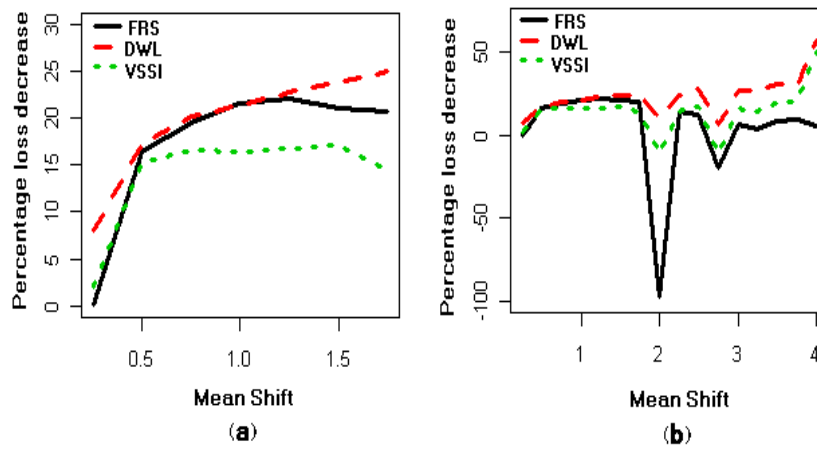 Percentage loss decrease
0 5 10 15 20 25 30
FRS
DWL
VSSI
0.5 1.0 1.5
Mean Shift
(a)
Percentage loss decrease
-100 -50 0 50
FRS
DWL
VSSI
1 2 3 4
Mean Shift
(b)